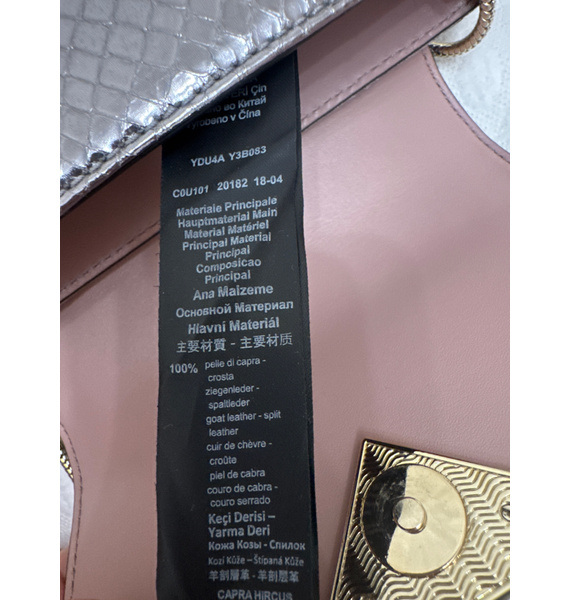 Çin
Китай
v Čína
YDU4A Y3B083
C0U101 20182 18-04
Materiale Principale
Hauptmaterial Main
Material Matériel
Principal Material
Principal
Composicao
Principal
Ana Malzeme
Основной Материал
Hlavní Materiál
主要材質 - 主要材质
100% pelle di capra -
crosta
ziegenleder -
spaltleder
goat leather - split
leather
cuir de chèvre -
croûte
piel de cabra
couro de cabra -
couro serrado
Keçi Derisi –
Yarma Deri
Кожа Козы - Спилок
Kozí Kůže – Štípaná Kůže
羊剖層革 - 羊剖层革
CAPRA HIRCUS